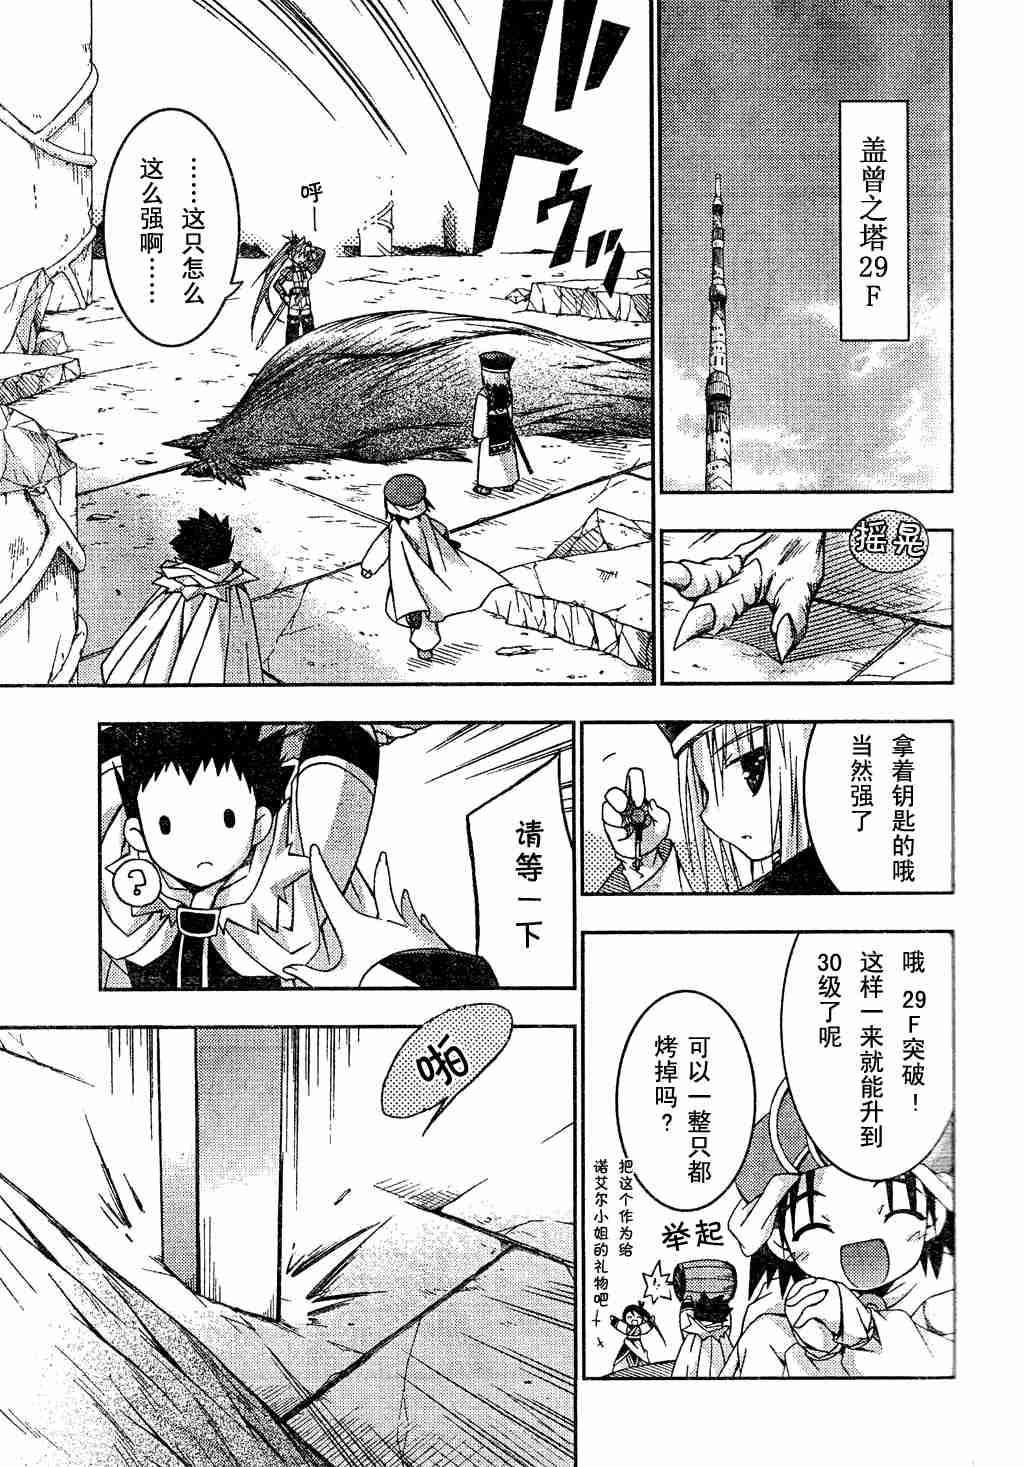 盖曾之塔29F
……这只怎么
这么强啊……
呼—
ドウッ
摇晃
拿着钥匙的哦
当然强了
请等一下
?
哦 29F突破!
这样一来就能升到
30级了呢
可以一整只都
烤掉吗?
把这个作为给
诺艾尔小姐的礼物吧
举起
!
啪